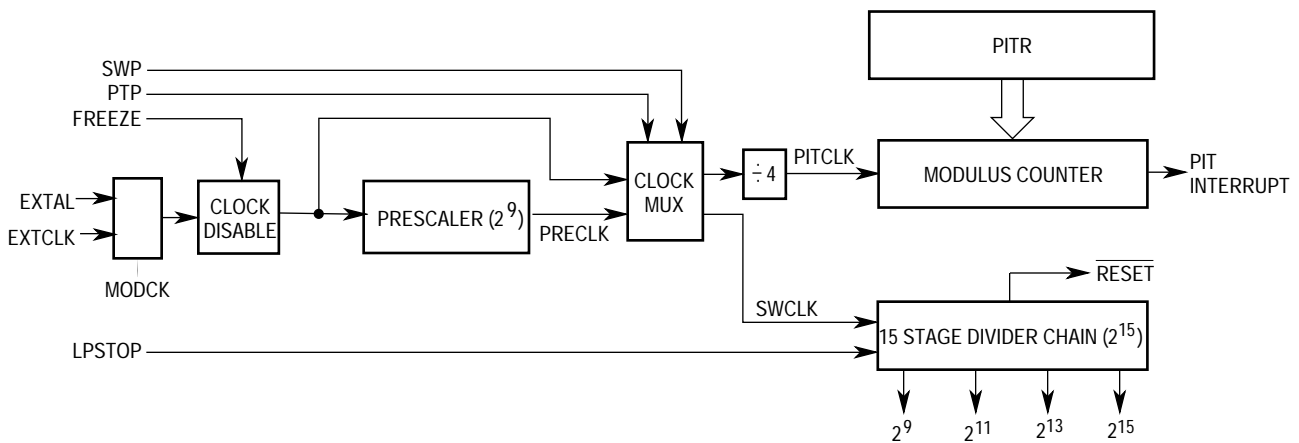 PITR
SWP
PTP
FREEZE
EXTAL
EXTCLK
MODCK
CLOCK
DISABLE
PRESCALER (2⁹)
PRECLK
CLOCK
MUX
÷4
PITCLK
MODULUS COUNTER
PIT
INTERRUPT
RESET
SWCLK
LPSTOP
15 STAGE DIVIDER CHAIN (2¹⁵)
2⁹ 2¹¹ 2¹³ 2¹⁵